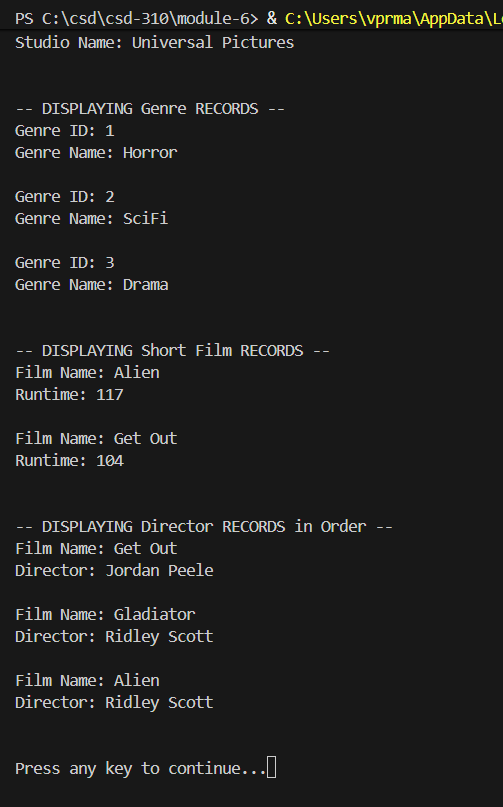 PS C:\csd\csd-310\module-6> & C:\Users\vprma\AppData\L
Studio Name: Universal Pictures
-- DISPLAYING Genre RECORDS --
Genre ID: 1
Genre Name: Horror
Genre ID: 2
Genre Name: SciFi
Genre ID: 3
Genre Name: Drama
-- DISPLAYING Short Film RECORDS --
Film Name: Alien
Runtime: 117
Film Name: Get Out
Runtime: 104
-- DISPLAYING Director RECORDS in Order --
Film Name: Get Out
Director: Jordan Peele
Film Name: Gladiator
Director: Ridley Scott
Film Name: Alien
Director: Ridley Scott
Press any key to continue...